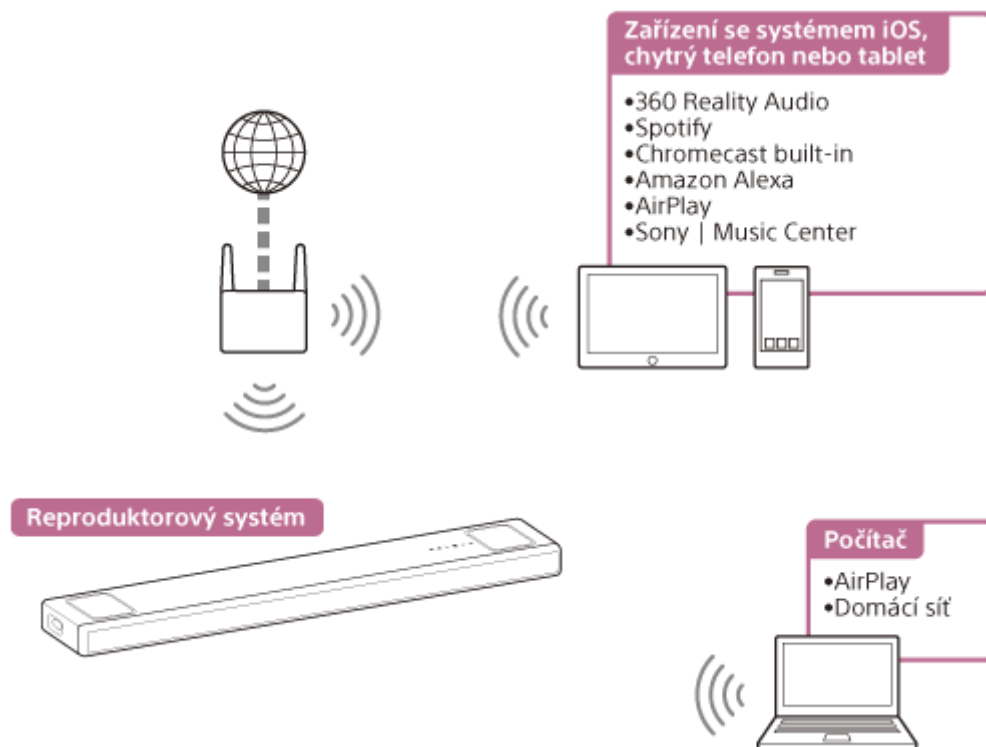 Zařízení se systémem iOS,
chytrý telefon nebo tablet
•360 Reality Audio
•Spotify
•Chromecast built-in
•Amazon Alexa
•AirPlay
•Sony | Music Center
Reproduktorový systém
Počítač
•AirPlay
•Domácí síť